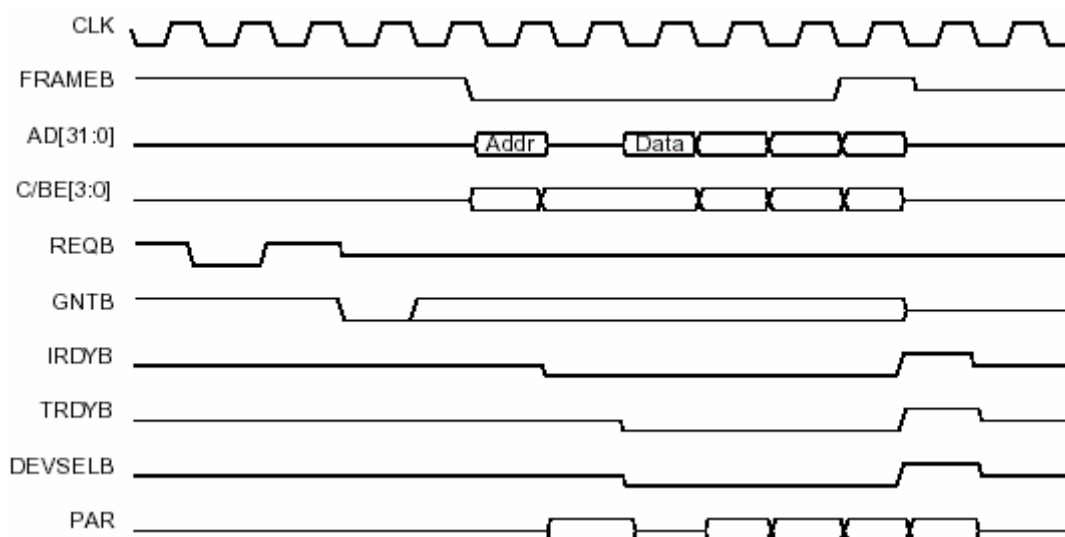 CLK
FRAMEB
AD[31:0]
Addr
Data
C/BE[3:0]
REQB
GNTB
IRDYB
TRDYB
DEVSELB
PAR